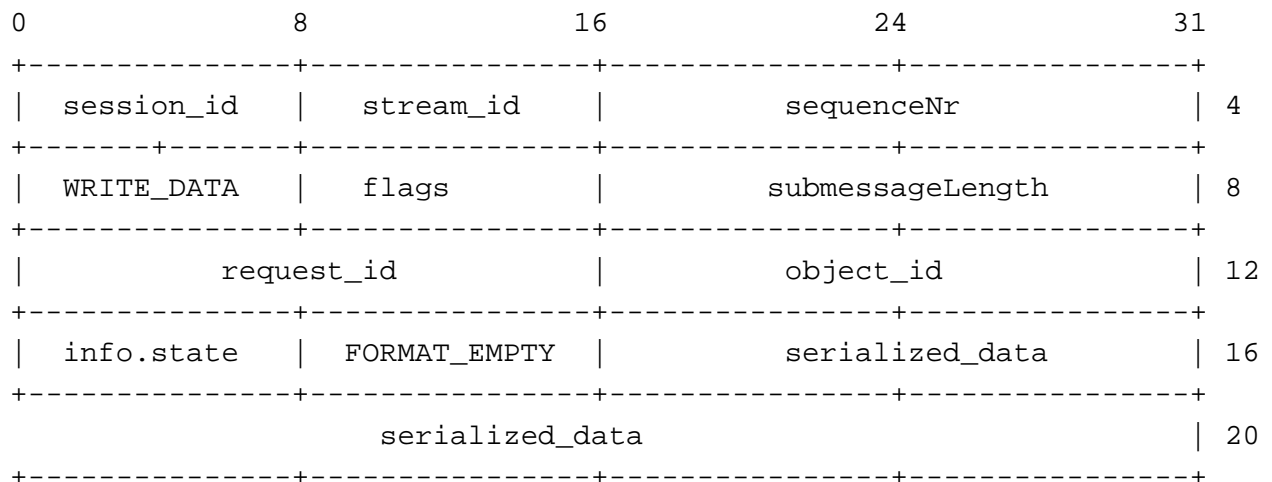 0 8 16 24 31
+---------------+---------------+---------------+---------------+
| session_id | stream_id | sequenceNr | 4
+-------+-------+---------------+---------------+---------------+
| WRITE_DATA | flags | submessageLength | 8
+---------------+---------------+---------------+---------------+
| request_id | object_id | 12
+---------------+---------------+---------------+---------------+
| info.state | FORMAT_EMPTY | serialized_data | 16
+---------------+---------------+---------------+---------------+
serialized_data | 20
+---------------+---------------+---------------+---------------+